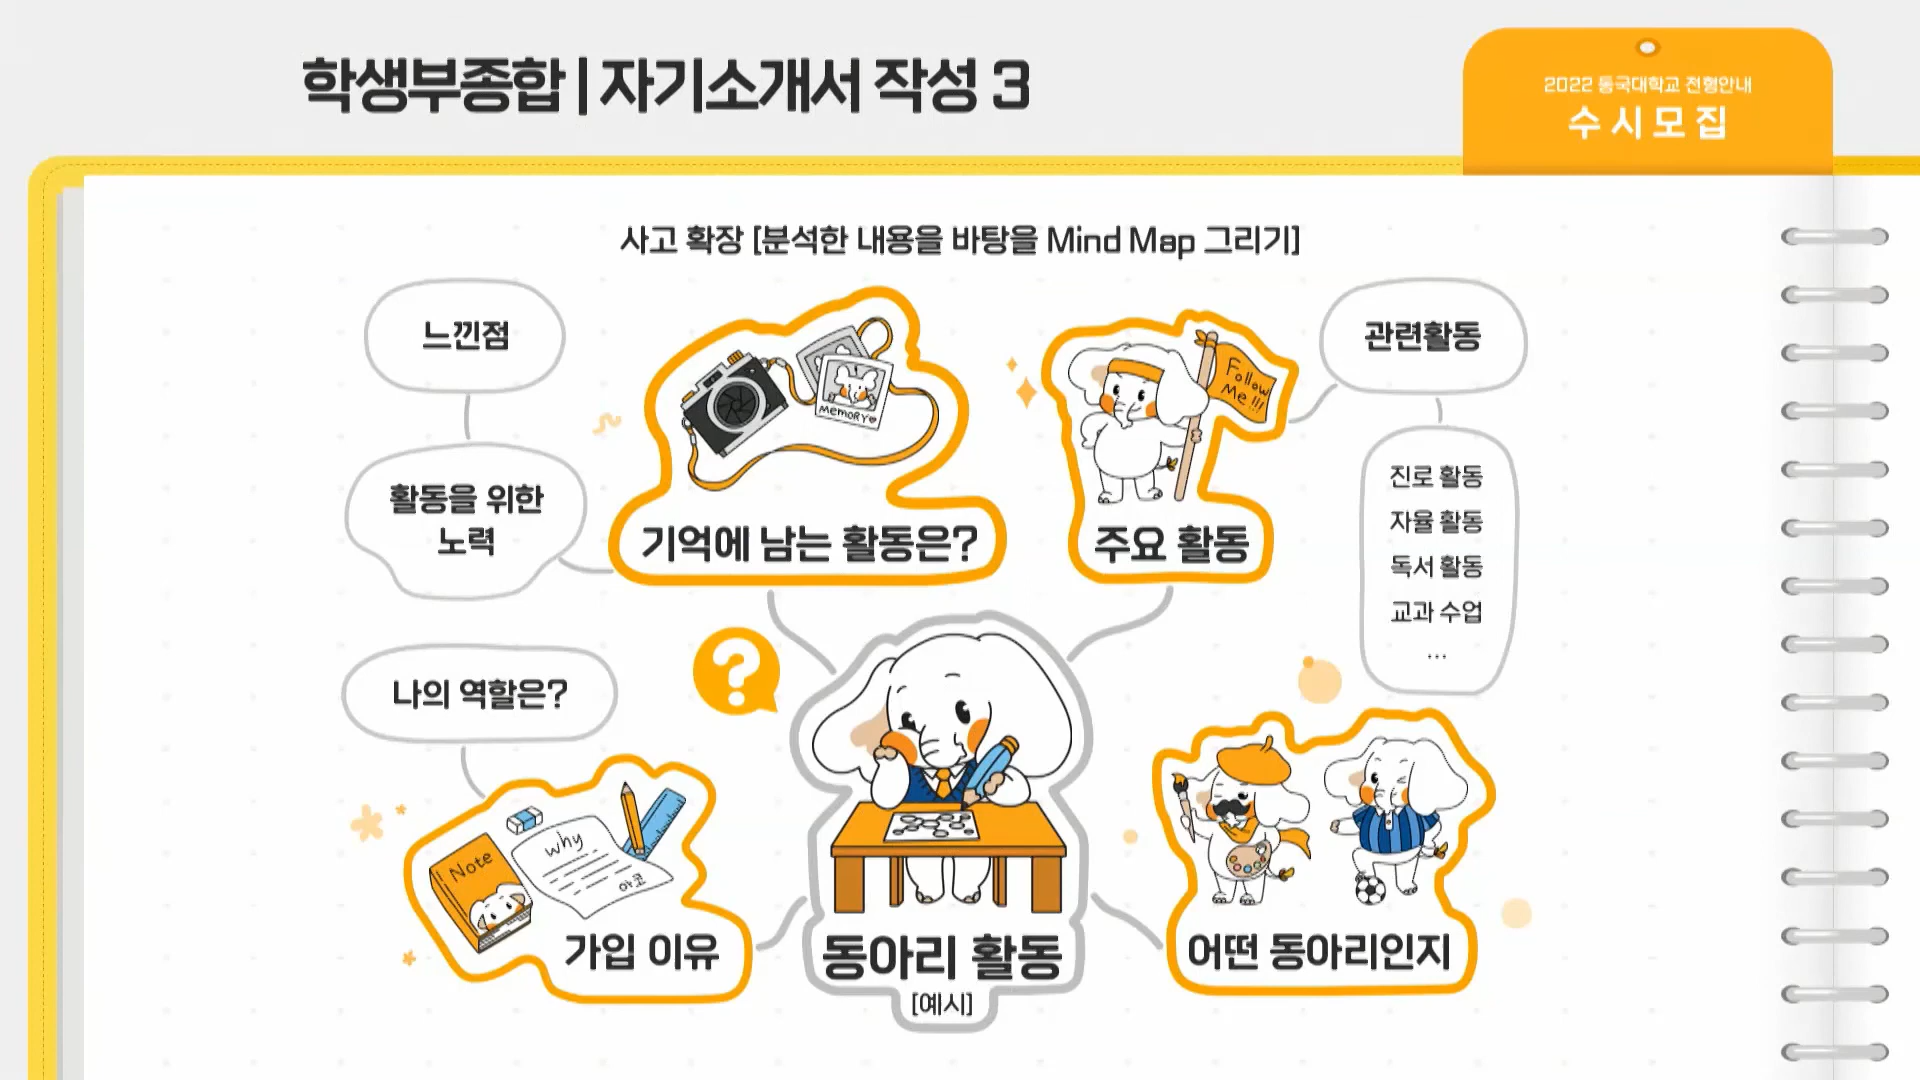 학생부종합 | 자기소개서 작성 3
2022 동국대학교 전형안내
수시모집
사고 확장 [분석한 내용을 바탕을 Mind Map 그리기]
느낀점
활동을 위한
노력
MEMORY
기억에 남는 활동은?
Follow
Me !!!
주요 활동
관련활동
진로 활동
자율 활동
독서 활동
교과 수업
...
나의 역할은?
?
Note
why
아코
가입 이유
동아리 활동
[예시]
어떤 동아리인지